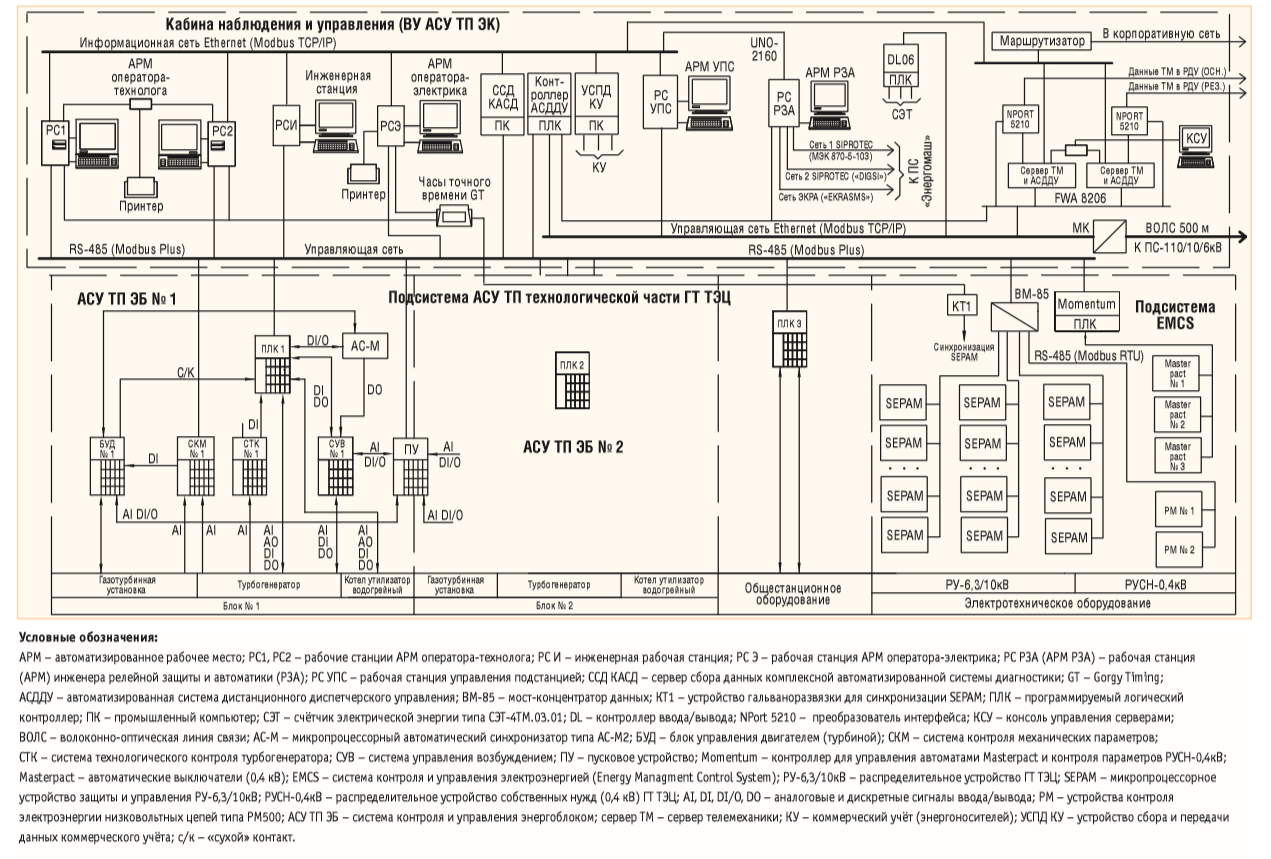 Кабина наблюдения и управления (ВУ АСУ ТП ЭК)
Информационная сеть Ethernet (Modbus TCP/IP)
АРМ
оператора-
технолога
РС1
РС2
Принтер
Инженерная
станция
РСИ
АРМ
оператора-
электрика
РСЭ
Принтер
Часы точного
времени GT
ССД
КАСД
ПК
Конт-
роллер
АСДДУ
ПЛК
УСПД
КУ
ПК
КУ
РС
УПС
АРМ УПС
UNO-
2160
РС
РЗА
АРМ РЗА
DL06
ПЛК
СЭТ
Сеть 1 SIPROTEC
(МЭК 870-5-103)
Сеть 2 SIPROTEC («DIGSI»)
Сеть ЭКРА («EKRASMS»)
К ПС
«Энергомаш»
Маршрутизатор
В корпоративную сеть
Данные ТМ в РДУ (ОСН.)
Данные ТМ в РДУ (РЕЗ.)
NPORT
5210
NPORT
5210
КСУ
Сервер ТМ
и АСДДУ
Сервер ТМ
и АСДДУ
FWA 8206
Управляющая сеть Ethernet (Modbus TCP/IP)
МК
ВОЛС 500 м
К ПС-110/10/6кВ
RS-485 (Modbus Plus)
Управляющая сеть
RS-485 (Modbus Plus)
АСУ ТП ЭБ № 1
Подсистема АСУ ТП технологической части ГТ ТЭЦ
ПЛК 1
DI/O
АС-М
С/К
DI
DO
DO
DI
БУД
№ 1
DI
СКМ
№ 1
СТК
№ 1
СУВ
№ 1
AI
DI/O
ПУ
AI
DI/O
AI DI/O
AI DI/O
AI
AI
AI
AI
AO
DI
DO
DI
DO
AI
AO
DI
DO
ПЛК 2
АСУ ТП ЭБ № 2
ПЛК 3
КТ1
Синхронизация
SEPAM
ВМ-85
Momentum
ПЛК
Подсистема
EMCS
RS-485 (Modbus RTU)
SEPAM
SEPAM
SEPAM
SEPAM
SEPAM
SEPAM
. . .
. . .
. . .
SEPAM
SEPAM
SEPAM
SEPAM
SEPAM
SEPAM
Master
pact
№ 1
Master
pact
№ 2
Master
pact
№ 3
РМ № 1
РМ № 2
Газотурбинная
установка
Турбогенератор
Котел утилизатор
водогрейный
Газотурбинная
установка
Турбогенератор
Котел утилизатор
водогрейный
Блок № 1
Блок № 2
Общестанционное
оборудование
РУ-6,3/10кВ
РУСН-0,4кВ
Электротехническое оборудование
Условные обозначения:
АРМ – автоматизированное рабочее место; РС1, РС2 – рабочие станции АРМ оператора-технолога; РС И – инженерная рабочая станция; РС Э – рабочая станция АРМ оператора-электрика; РС РЗА (АРМ РЗА) – рабочая станция
(АРМ) инженера релейной защиты и автоматики (РЗА); РС УПС – рабочая станция управления подстанцией; ССД КАСД – сервер сбора данных комплексной автоматизированной системы диагностики; GT – Gorgy Timing;
АСДДУ – автоматизированная система дистанционного диспетчерского управления; ВМ-85 – мост-концентратор данных; КТ1 – устройство гальваноразвязки для синхронизации SEPAM; ПЛК – программируемый логический
контроллер; ПК – промышленный компьютер; СЭТ – счётчик электрической энергии типа СЭТ-4ТМ.03.01; DL – контроллер ввода/вывода; NPort 5210 – преобразователь интерфейса; КСУ – консоль управления серверами;
ВОЛС – волоконно-оптическая линия связи; АС-М – микропроцессорный автоматический синхронизатор типа АС-М2; БУД – блок управления двигателем (турбиной); СКМ – система контроля механических параметров;
СТК – система технологического контроля турбогенератора; СУВ – система управления возбуждением; ПУ – пусковое устройство; Momentum – контроллер для управления автоматами Masterpact и контроля параметров РУСН-0,4кВ;
Masterpact – автоматические выключатели (0,4 кВ); EMCS – система контроля и управления электроэнергией (Energy Managment Control System); РУ-6,3/10кВ – распределительное устройство ГТ ТЭЦ; SEPAM – микропроцессорное
устройство защиты и управления РУ-6,3/10кВ; РУСН-0,4кВ – распределительное устройство собственных нужд (0,4 кВ) ГТ ТЭЦ; AI, DI, DI/O, DO – аналоговые и дискретные сигналы ввода/вывода; РМ – устройства контроля
электроэнергии низковольтных цепей типа РМ500; АСУ ТП ЭБ – система контроля и управления энергоблоком; сервер ТМ – сервер телемеханики; КУ – коммерческий учёт (энергоносителей); УСПД КУ – устройство сбора и передачи
данных коммерческого учёта; с/к – «сухой» контакт.